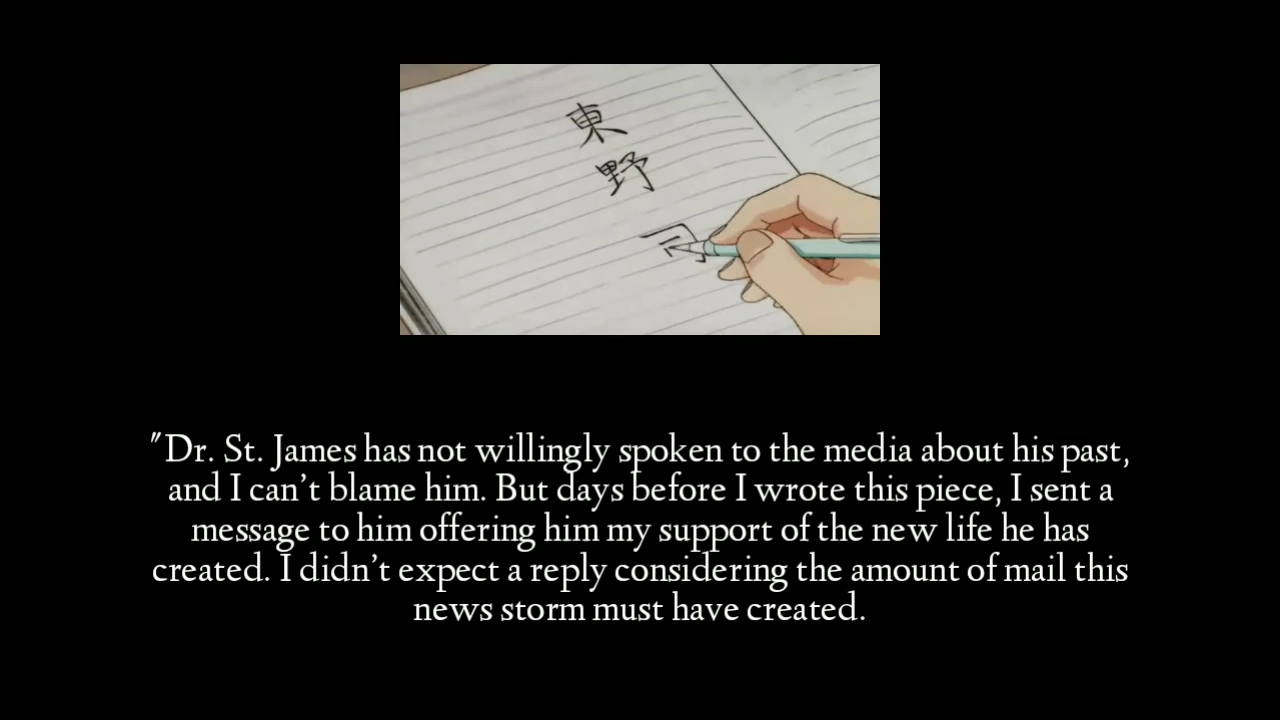 東
野
"Dr. St. James has not willingly spoken to the media about his past,
and I can't blame him. But days before I wrote this piece, I sent a
message to him offering him my support of the new life he has
created. I didn't expect a reply considering the amount of mail this
news storm must have created.